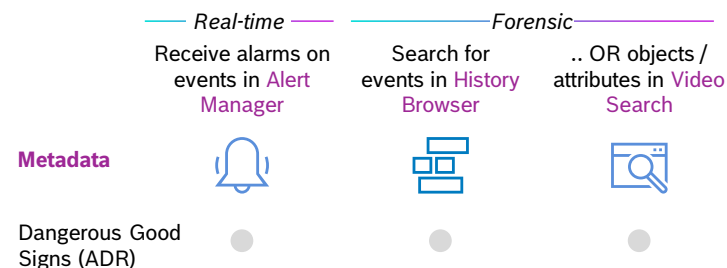 Real-time
Forensic
Receive alarms on
events in Alert
Manager
Search for
events in History
Browser
.. OR objects /
attributes in Video
Search
Metadata
Dangerous Good
Signs (ADR)